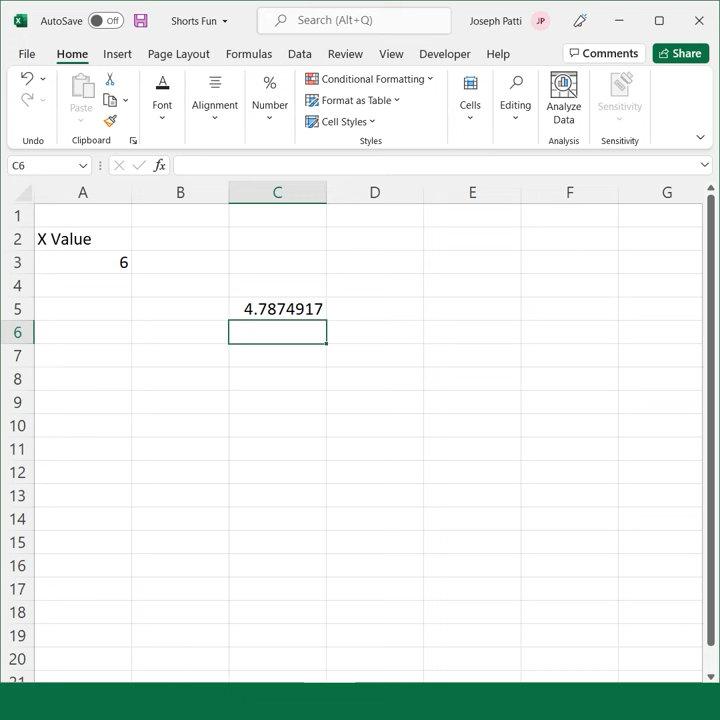 AutoSave Off Shorts Fun Search (Alt+Q) Joseph Patti JP
File Home Insert Page Layout Formulas Data Review View Developer Help Comments Share
Undo
Paste
Clipboard
Font
Alignment
% Number
Conditional Formatting
Format as Table
Cell Styles
Styles
Cells
Editing
Analyze Data
Analysis
Sensitivity
Sensitivity
C6 fx
A B C D E F G
1
2 X Value
3 6
4
5 4.7874917
6
7
8
9
10
11
12
13
14
15
16
17
18
19
20
21